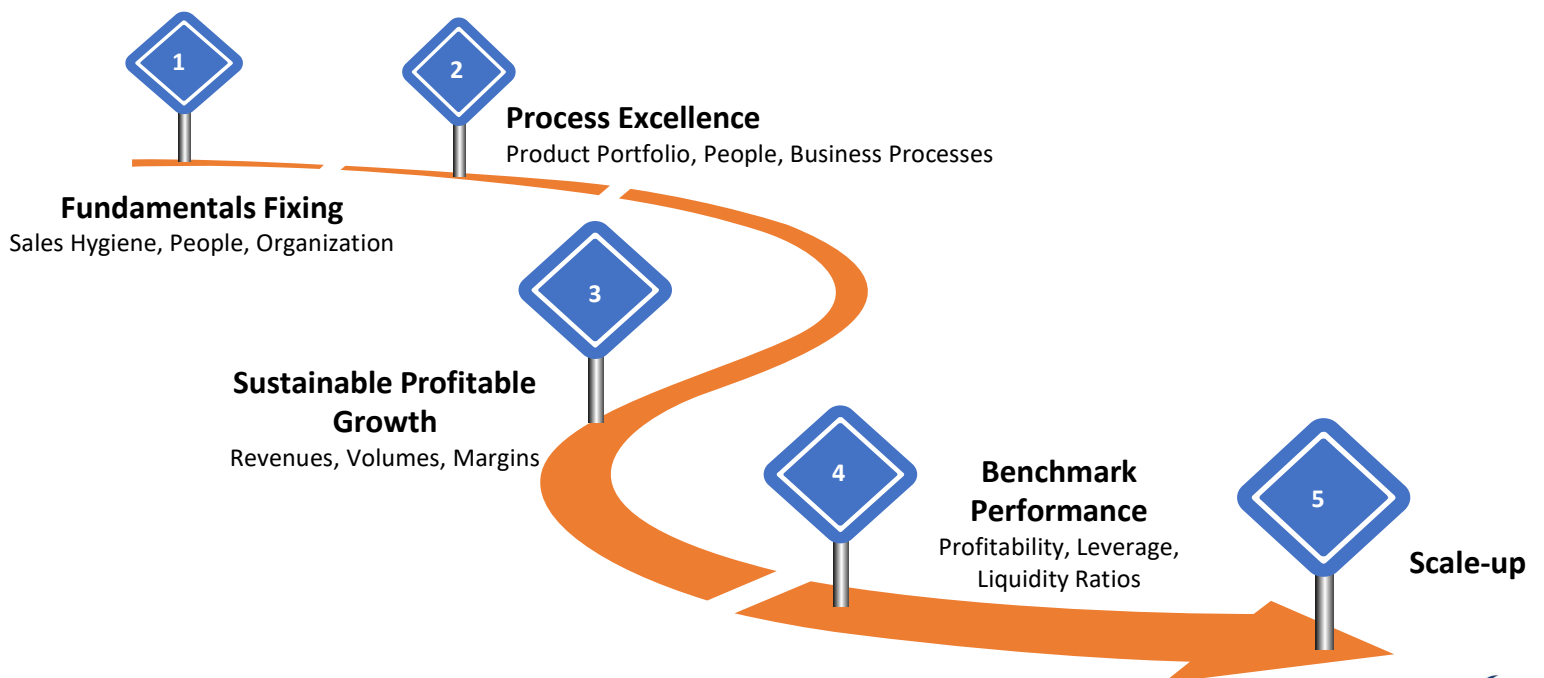 1
Fundamentals Fixing
Sales Hygiene, People, Organization
2
Process Excellence
Product Portfolio, People, Business Processes
3
Sustainable Profitable
Growth
Revenues, Volumes, Margins
4
Benchmark
Performance
Profitability, Leverage,
Liquidity Ratios
5
Scale-up